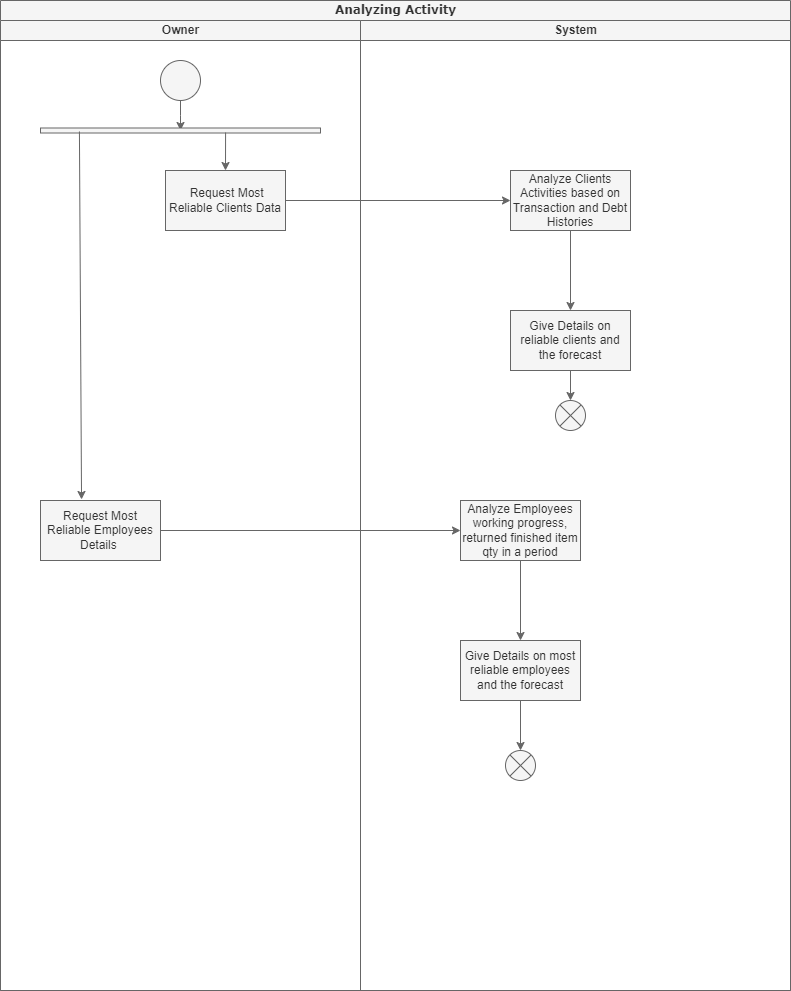 Analyzing Activity
Owner
System
Request Most
Reliable Clients Data
Analyze Clients
Activities based on
Transaction and Debt
Histories
Give Details on
reliable clients and
the forecast
Request Most
Reliable Employees
Details
Analyze Employees
working progress,
returned finished item
qty in a period
Give Details on most
reliable employees
and the forecast